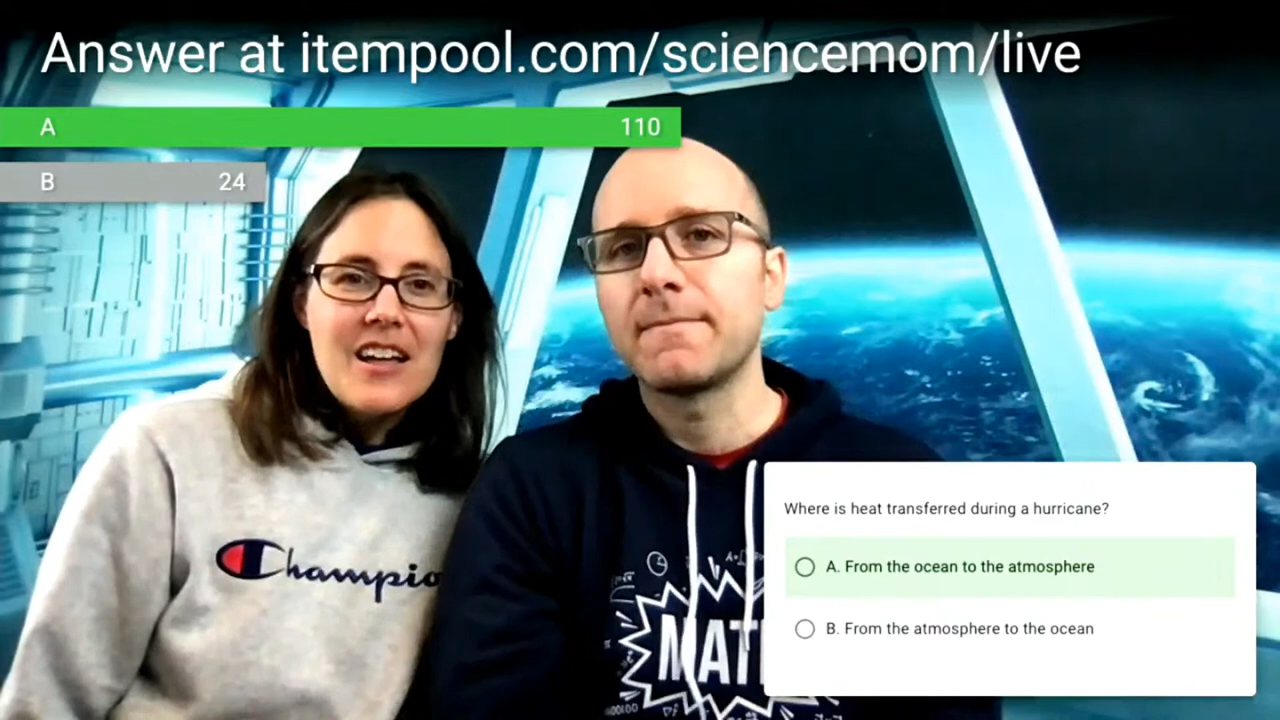 Answer at itempool.com/sciencemom/live
A 110
B 24
Champio
MAT
Where is heat transferred during a hurricane?
A. From the ocean to the atmosphere
B. From the atmosphere to the ocean